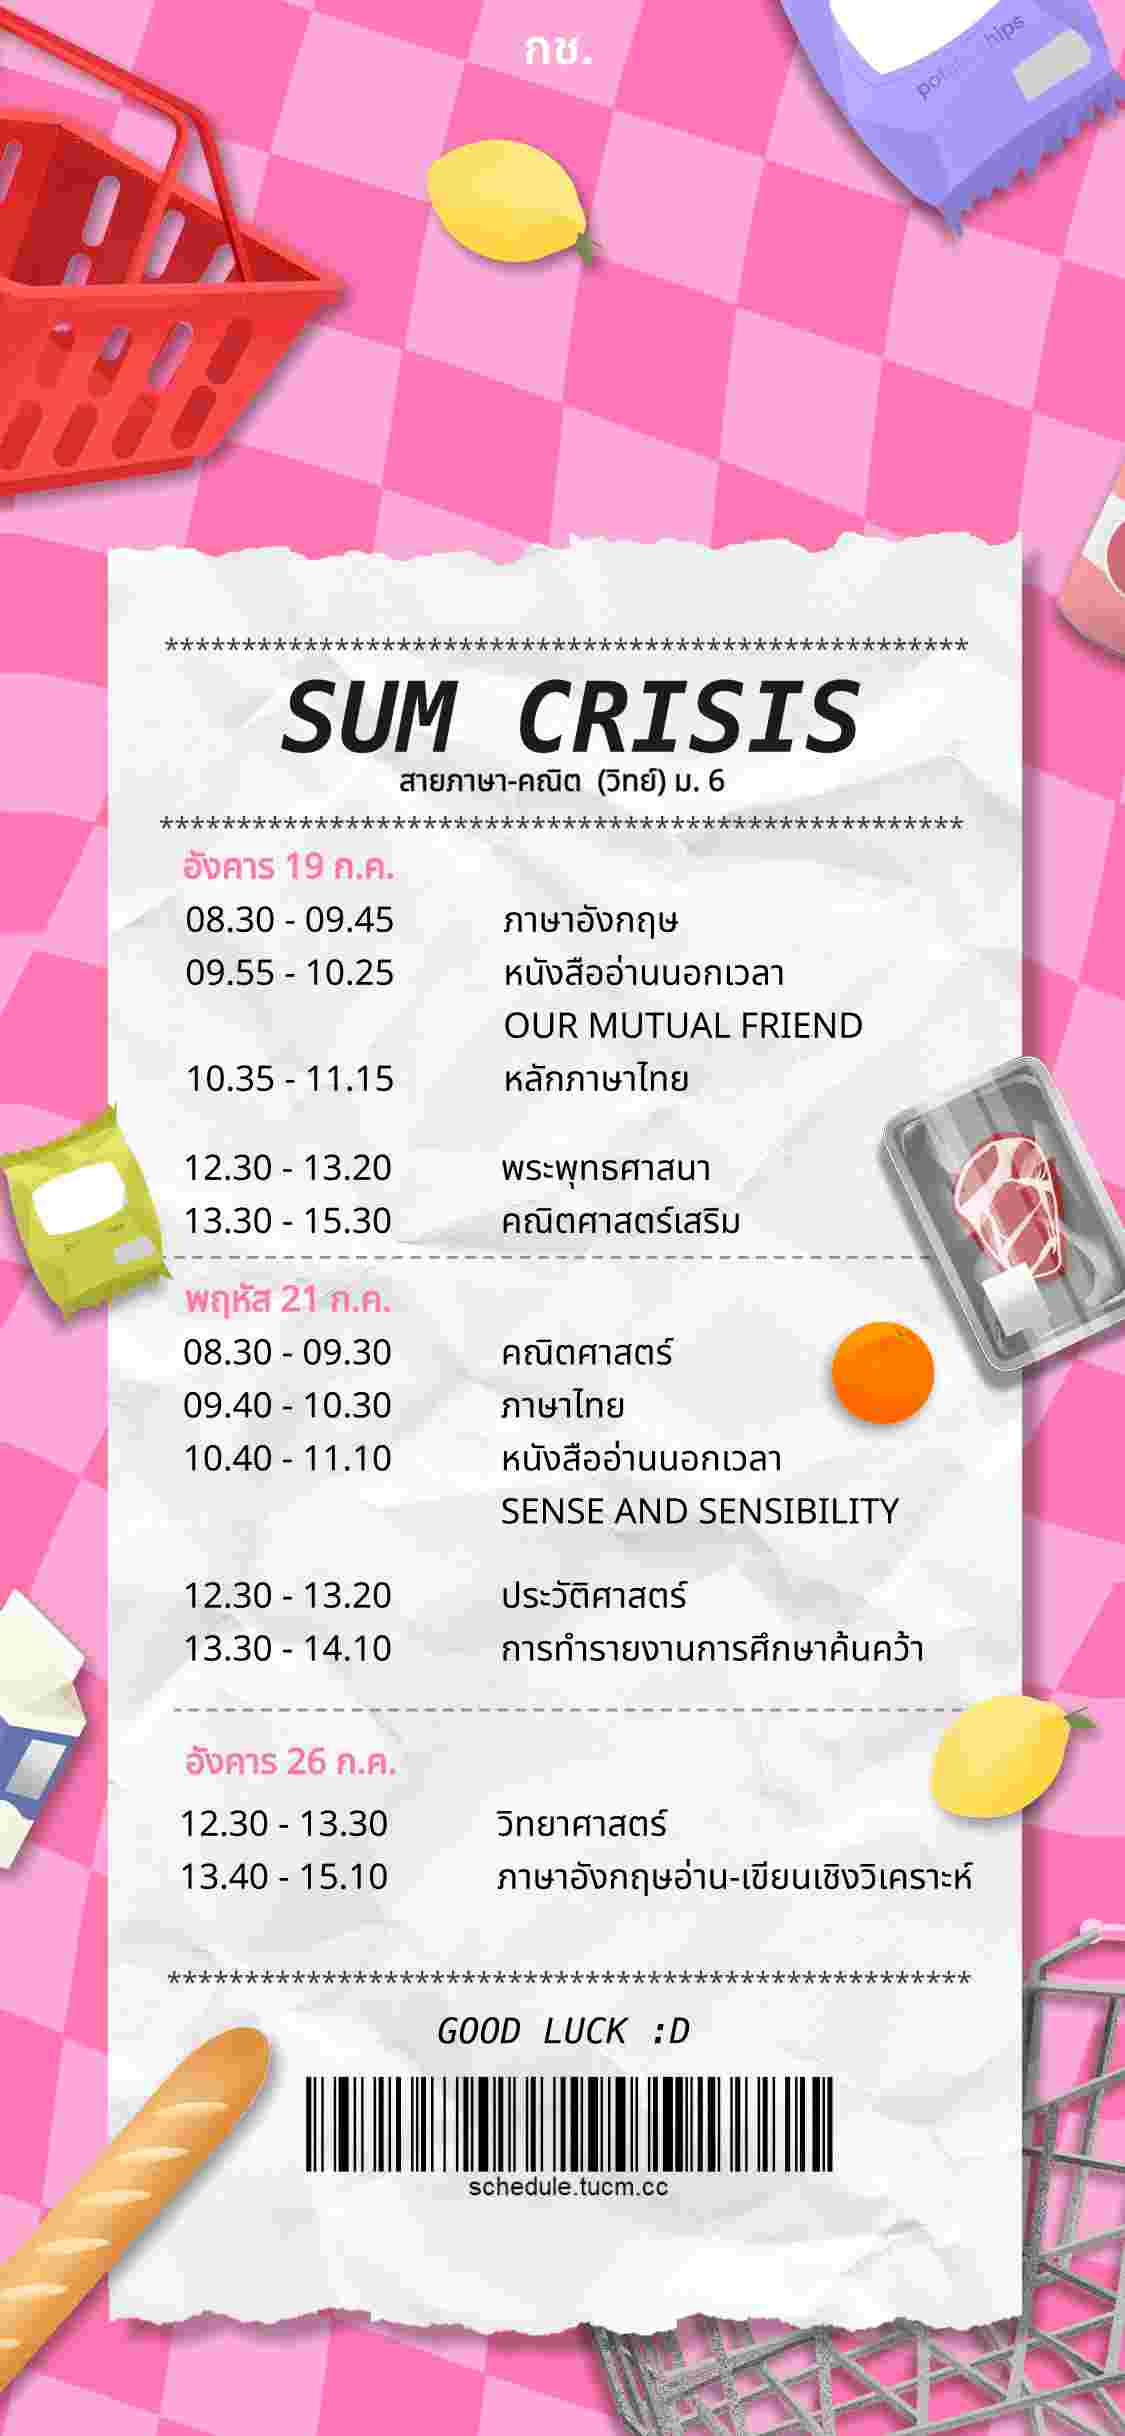 กช.
potato chips
****************************************************
SUM CRISIS
สายภาษา-คณิต (วิทย์) ม. 6
****************************************************
อังคาร 19 ก.ค.
08.30 - 09.45 ภาษาอังกฤษ
09.55 - 10.25 หนังสืออ่านนอกเวลา
OUR MUTUAL FRIEND
10.35 - 11.15 หลักภาษาไทย
12.30 - 13.20 พระพุทธศาสนา
13.30 - 15.30 คณิตศาสตร์เสริม
พฤหัส 21 ก.ค.
08.30 - 09.30 คณิตศาสตร์
09.40 - 10.30 ภาษาไทย
10.40 - 11.10 หนังสืออ่านนอกเวลา
SENSE AND SENSIBILITY
12.30 - 13.20 ประวัติศาสตร์
13.30 - 14.10 การทำรายงานการศึกษาค้นคว้า
อังคาร 26 ก.ค.
12.30 - 13.30 วิทยาศาสตร์
13.40 - 15.10 ภาษาอังกฤษอ่าน-เขียนเชิงวิเคราะห์
****************************************************
GOOD LUCK :D
schedule.tucm.cc